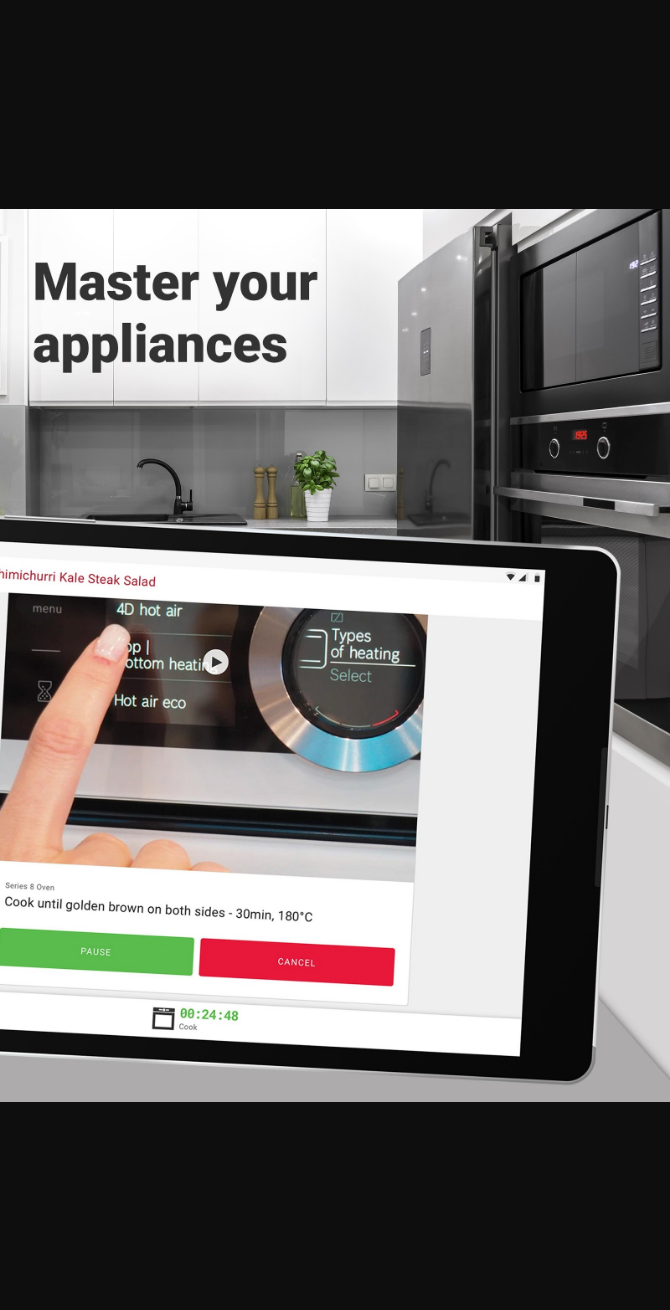 Master your
appliances
himichurri Kale Steak Salad
menu
4D hot air
op |
ottom heatin
Hot air eco
Types
of heating
Select
Series 8 Oven
Cook until golden brown on both sides - 30min, 180°C
PAUSE
CANCEL
00:24:48
Cook